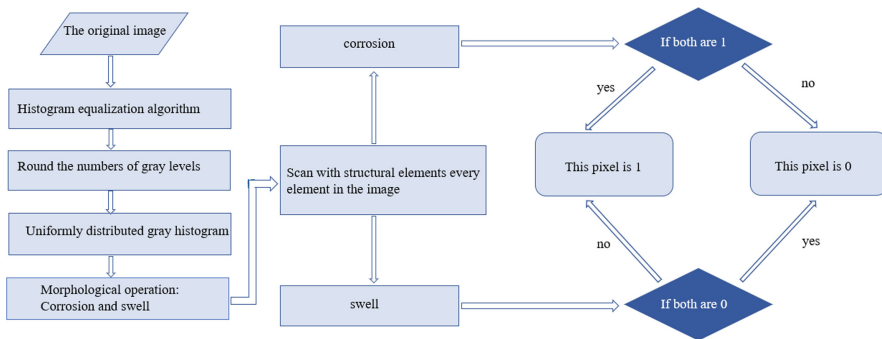 The original image
Histogram equalization algorithm
Round the numbers of gray levels
Uniformly distributed gray histogram
Morphological operation:
Corrosion and swell
corrosion
Scan with structural elements every
element in the image
swell
If both are 1
yes
no
This pixel is 1
This pixel is 0
no
yes
If both are 0